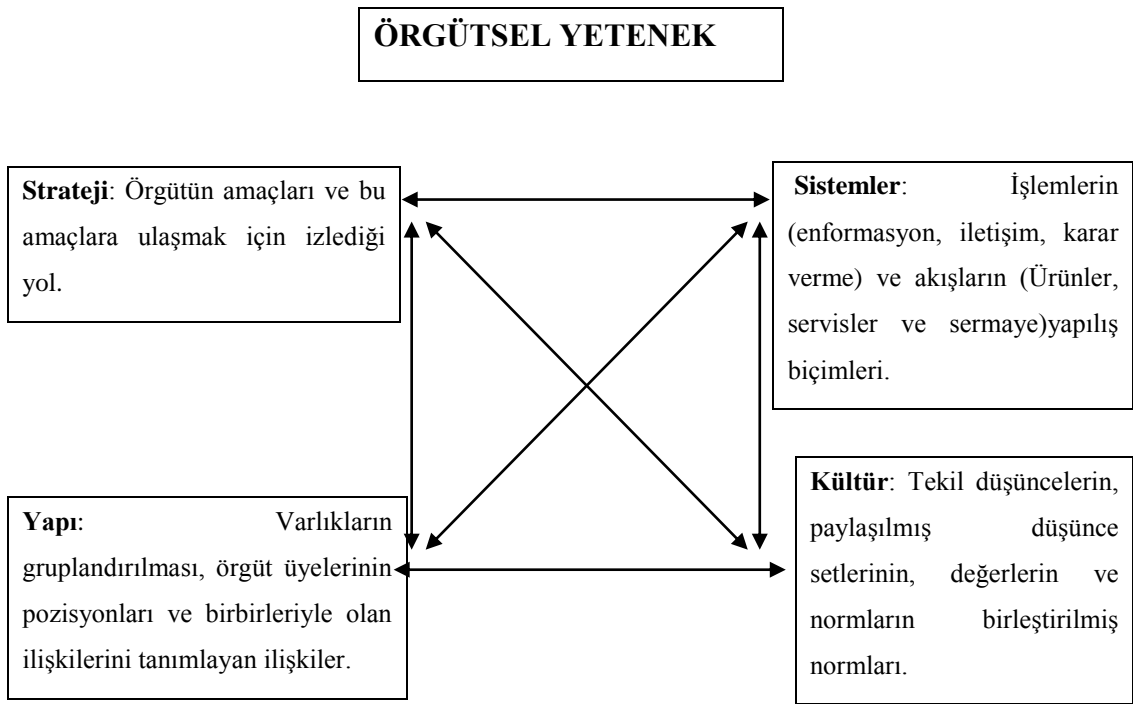 ÖRGÜTSEL YETENEK
Strateji: Örgütün amaçları ve bu
amaçlara ulaşmak için izlediği
yol.
Sistemler: İşlemlerin
(enformasyon, iletişim, karar
verme) ve akışların (Ürünler,
servisler ve sermaye)yapılış
biçimleri.
Yapı: Varlıkların
gruplandırılması, örgüt üyelerinin
pozisyonları ve birbirleriyle olan
ilişkilerini tanımlayan ilişkiler.
Kültür: Tekil düşüncelerin,
paylaşılmış düşünce
setlerinin, değerlerin ve
normların birleştirilmiş
normları.